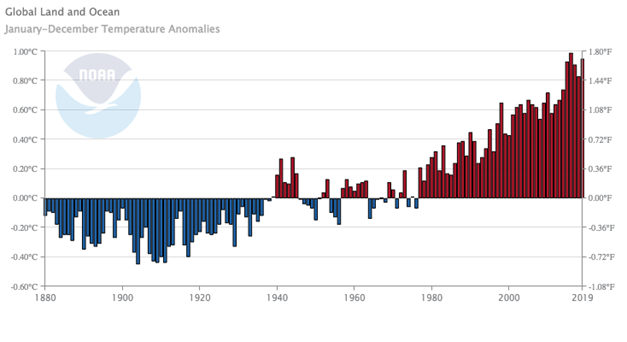 Global Land and Ocean
January–December Temperature Anomalies
1.00°C
1.80°F
NOAA
0.80°C
1.44°F
0.60°C
1.08°F
0.40°C
0.72°F
0.20°C
0.36°F
0.00°C
0.00°F
-0.20°C
-0.36°F
-0.40°C
-0.72°F
-0.60°C
-1.08°F
1880 1900 1920 1940 1960 1980 2000 2019